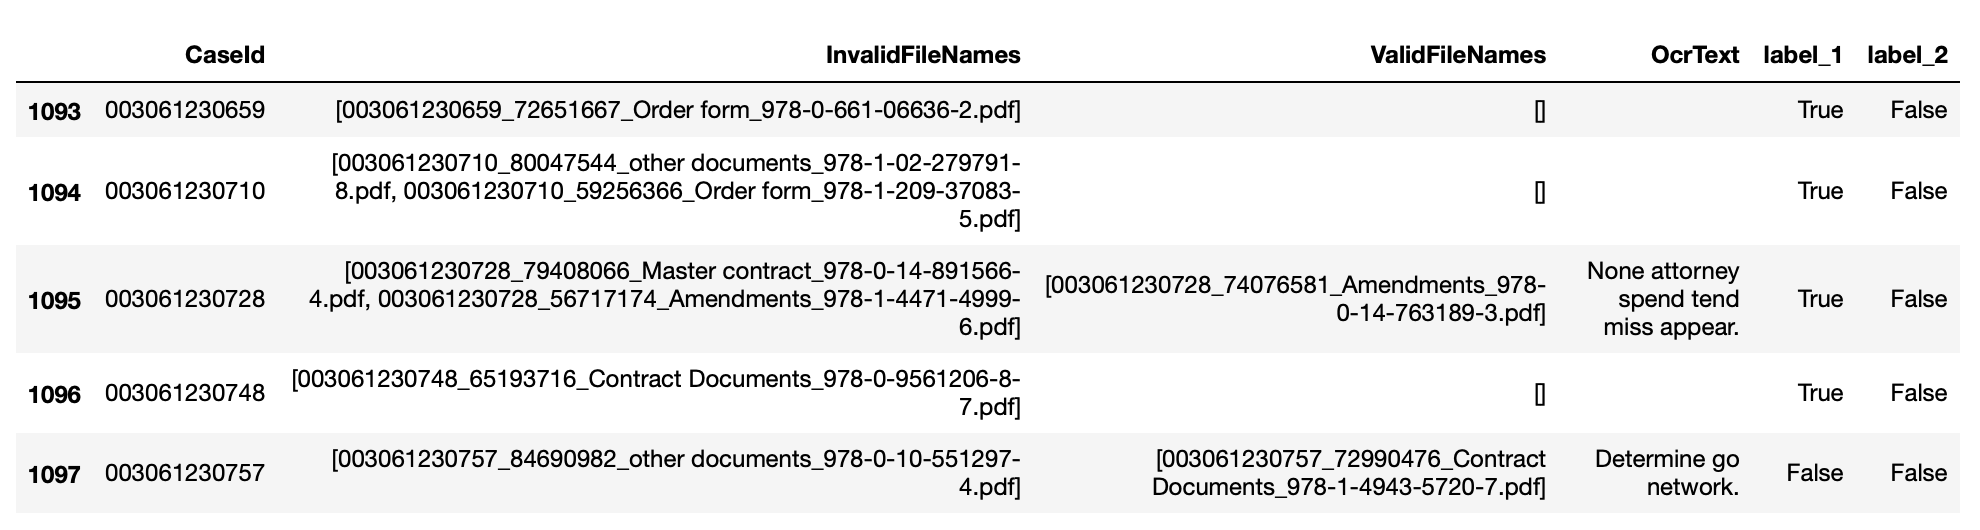 CaseId InvalidFileNames ValidFileNames OcrText label_1 label_2
1093 003061230659 [003061230659_72651667_Order form_978-0-661-06636-2.pdf] [] True False
[003061230710_80047544_other documents_978-1-02-279791-
1094 003061230710 8.pdf, 003061230710_59256366_Order form_978-1-209-37083- [] True False
5.pdf]
[003061230728_79408066_Master contract_978-0-14-891566- None attorney
1095 003061230728 4.pdf, 003061230728_56717174_Amendments_978-1-4471-4999- [003061230728_74076581_Amendments_978- spend tend True False
6.pdf] 0-14-763189-3.pdf] miss appear.
1096 003061230748 [003061230748_65193716_Contract Documents_978-0-9561206-8- [] True False
7.pdf]
1097 003061230757 [003061230757_84690982_other documents_978-0-10-551297- [003061230757_72990476_Contract Determine go False False
4.pdf] Documents_978-1-4943-5720-7.pdf] network.